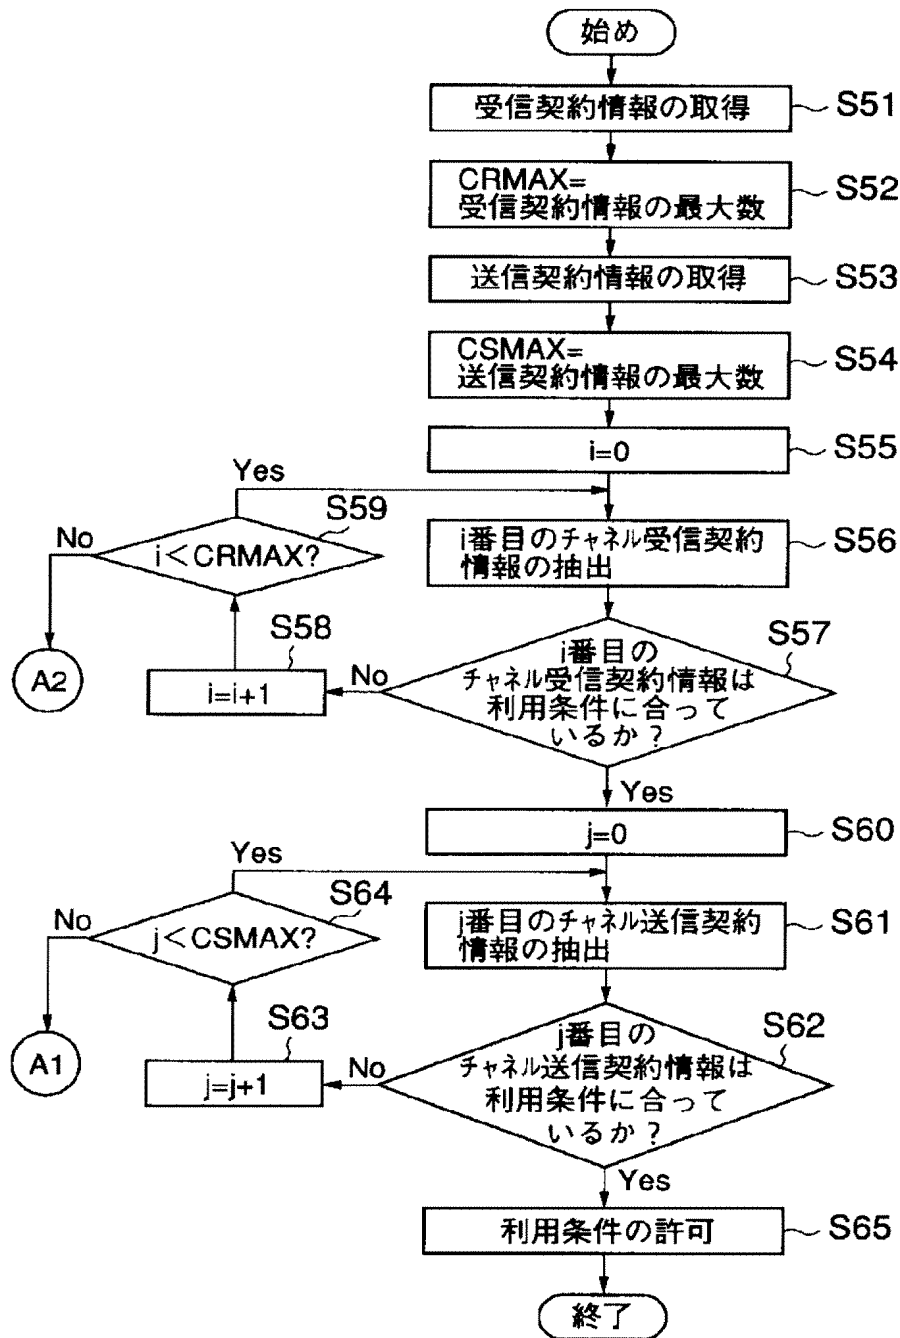 始め
受信契約情報の取得
S51
CRMAX=
受信契約情報の最大数
S52
送信契約情報の取得
S53
CSMAX=
送信契約情報の最大数
S54
i=0
S55
Yes
S59
No
i<CRMAX?
i番目のチャネル受信契約
情報の抽出
S56
A2
S58
i=i+1
No
S57
i番目の
チャネル受信契約情報は
利用条件に合って
いるか?
Yes
j=0
S60
Yes
S64
No
j<CSMAX?
j番目のチャネル送信契約
情報の抽出
S61
A1
S63
j=j+1
No
S62
j番目の
チャネル送信契約情報は
利用条件に合って
いるか?
Yes
利用条件の許可
S65
終了